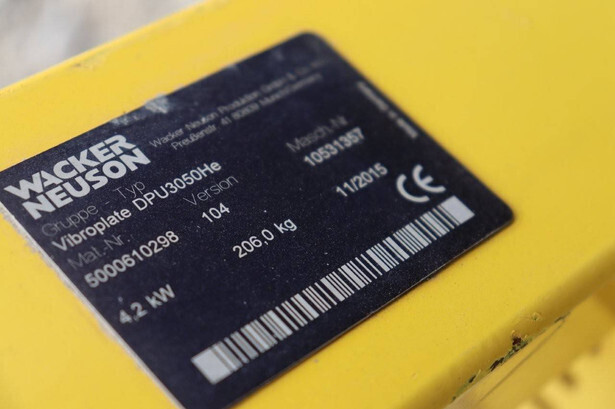 WACKER
NEUSON
Wacker Neuson Produktion GmbH & Co. KG
Preußenstr. 41 80809 München/Germany
Gruppe - Typ
Vibroplate DPU3050He
Masch-Nr.
10531357
Mat.-Nr. Version
5000610298 104
11/2015
206,0 kg
4,2 kW
CE